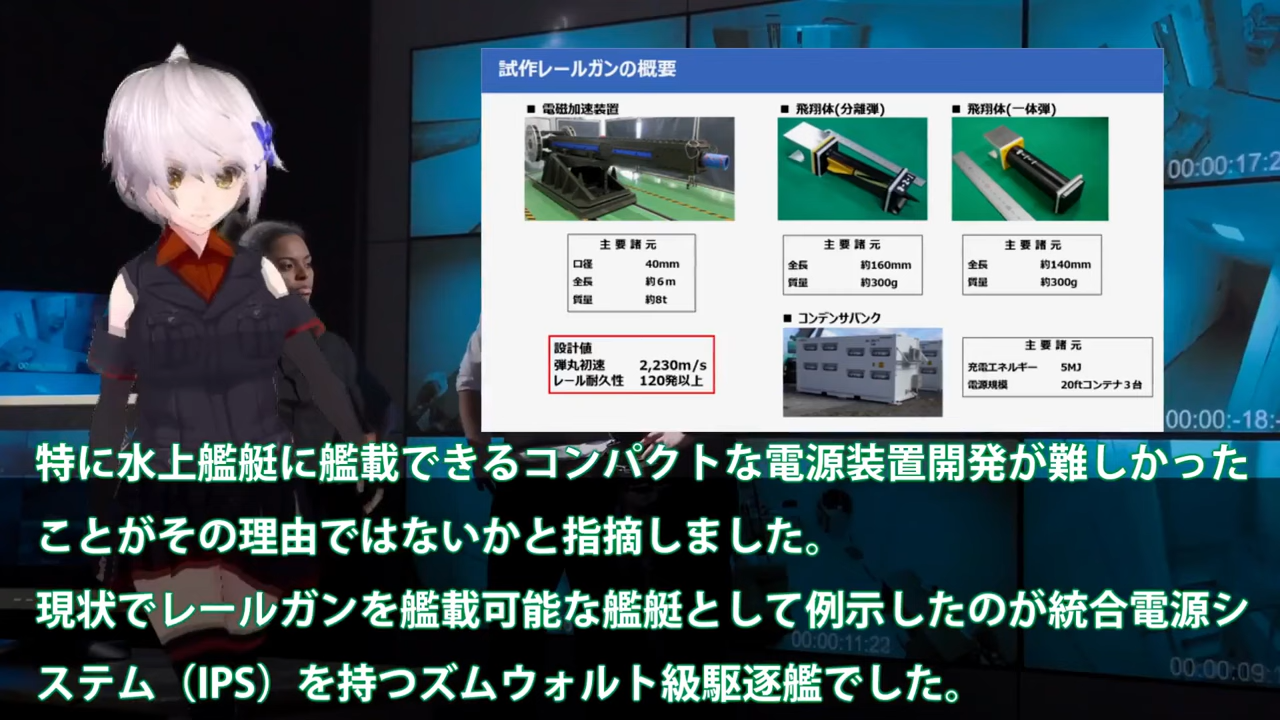 試作レールガンの概要
■ 電磁加速装置
■ 飛翔体(分離弾)
■ 飛翔体(一体弾)
主要諸元
口径 40mm
全長 約6m
質量 約8t
主要諸元
全長 約160mm
質量 約300g
主要諸元
全長 約140mm
質量 約300g
設計値
弾丸初速 2,230m/s
レール耐久性 120発以上
■ コンデンサバンク
主要諸元
充電エネルギー 5MJ
電源規模 20ftコンテナ3台
00:00:17:2
00:00:-18:
特に水上艦艇に艦載できるコンパクトな電源装置開発が難しかった
ことがその理由ではないかと指摘しました。
現状でレールガンを艦載可能な艦艇として例示したのが統合電源シ
ステム（IPS）を持つズムウォルト級駆逐艦でした。
00:00:11:22
00:00:09: